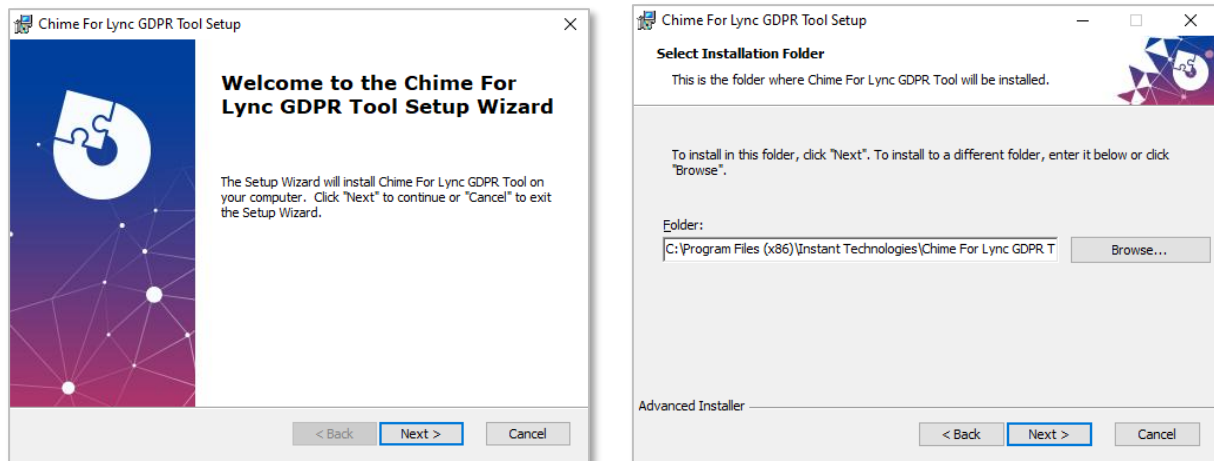 Chime For Lync GDPR Tool Setup
Welcome to the Chime For
Lync GDPR Tool Setup Wizard
The Setup Wizard will install Chime For Lync GDPR Tool on
your computer. Click "Next" to continue or "Cancel" to exit
the Setup Wizard.
< Back Next > Cancel
Chime For Lync GDPR Tool Setup
Select Installation Folder
This is the folder where Chime For Lync GDPR Tool will be installed.
To install in this folder, click "Next". To install to a different folder, enter it below or click
"Browse".
Folder:
C:\Program Files (x86)\Instant Technologies\Chime For Lync GDPR T Browse...
Advanced Installer
< Back Next > Cancel